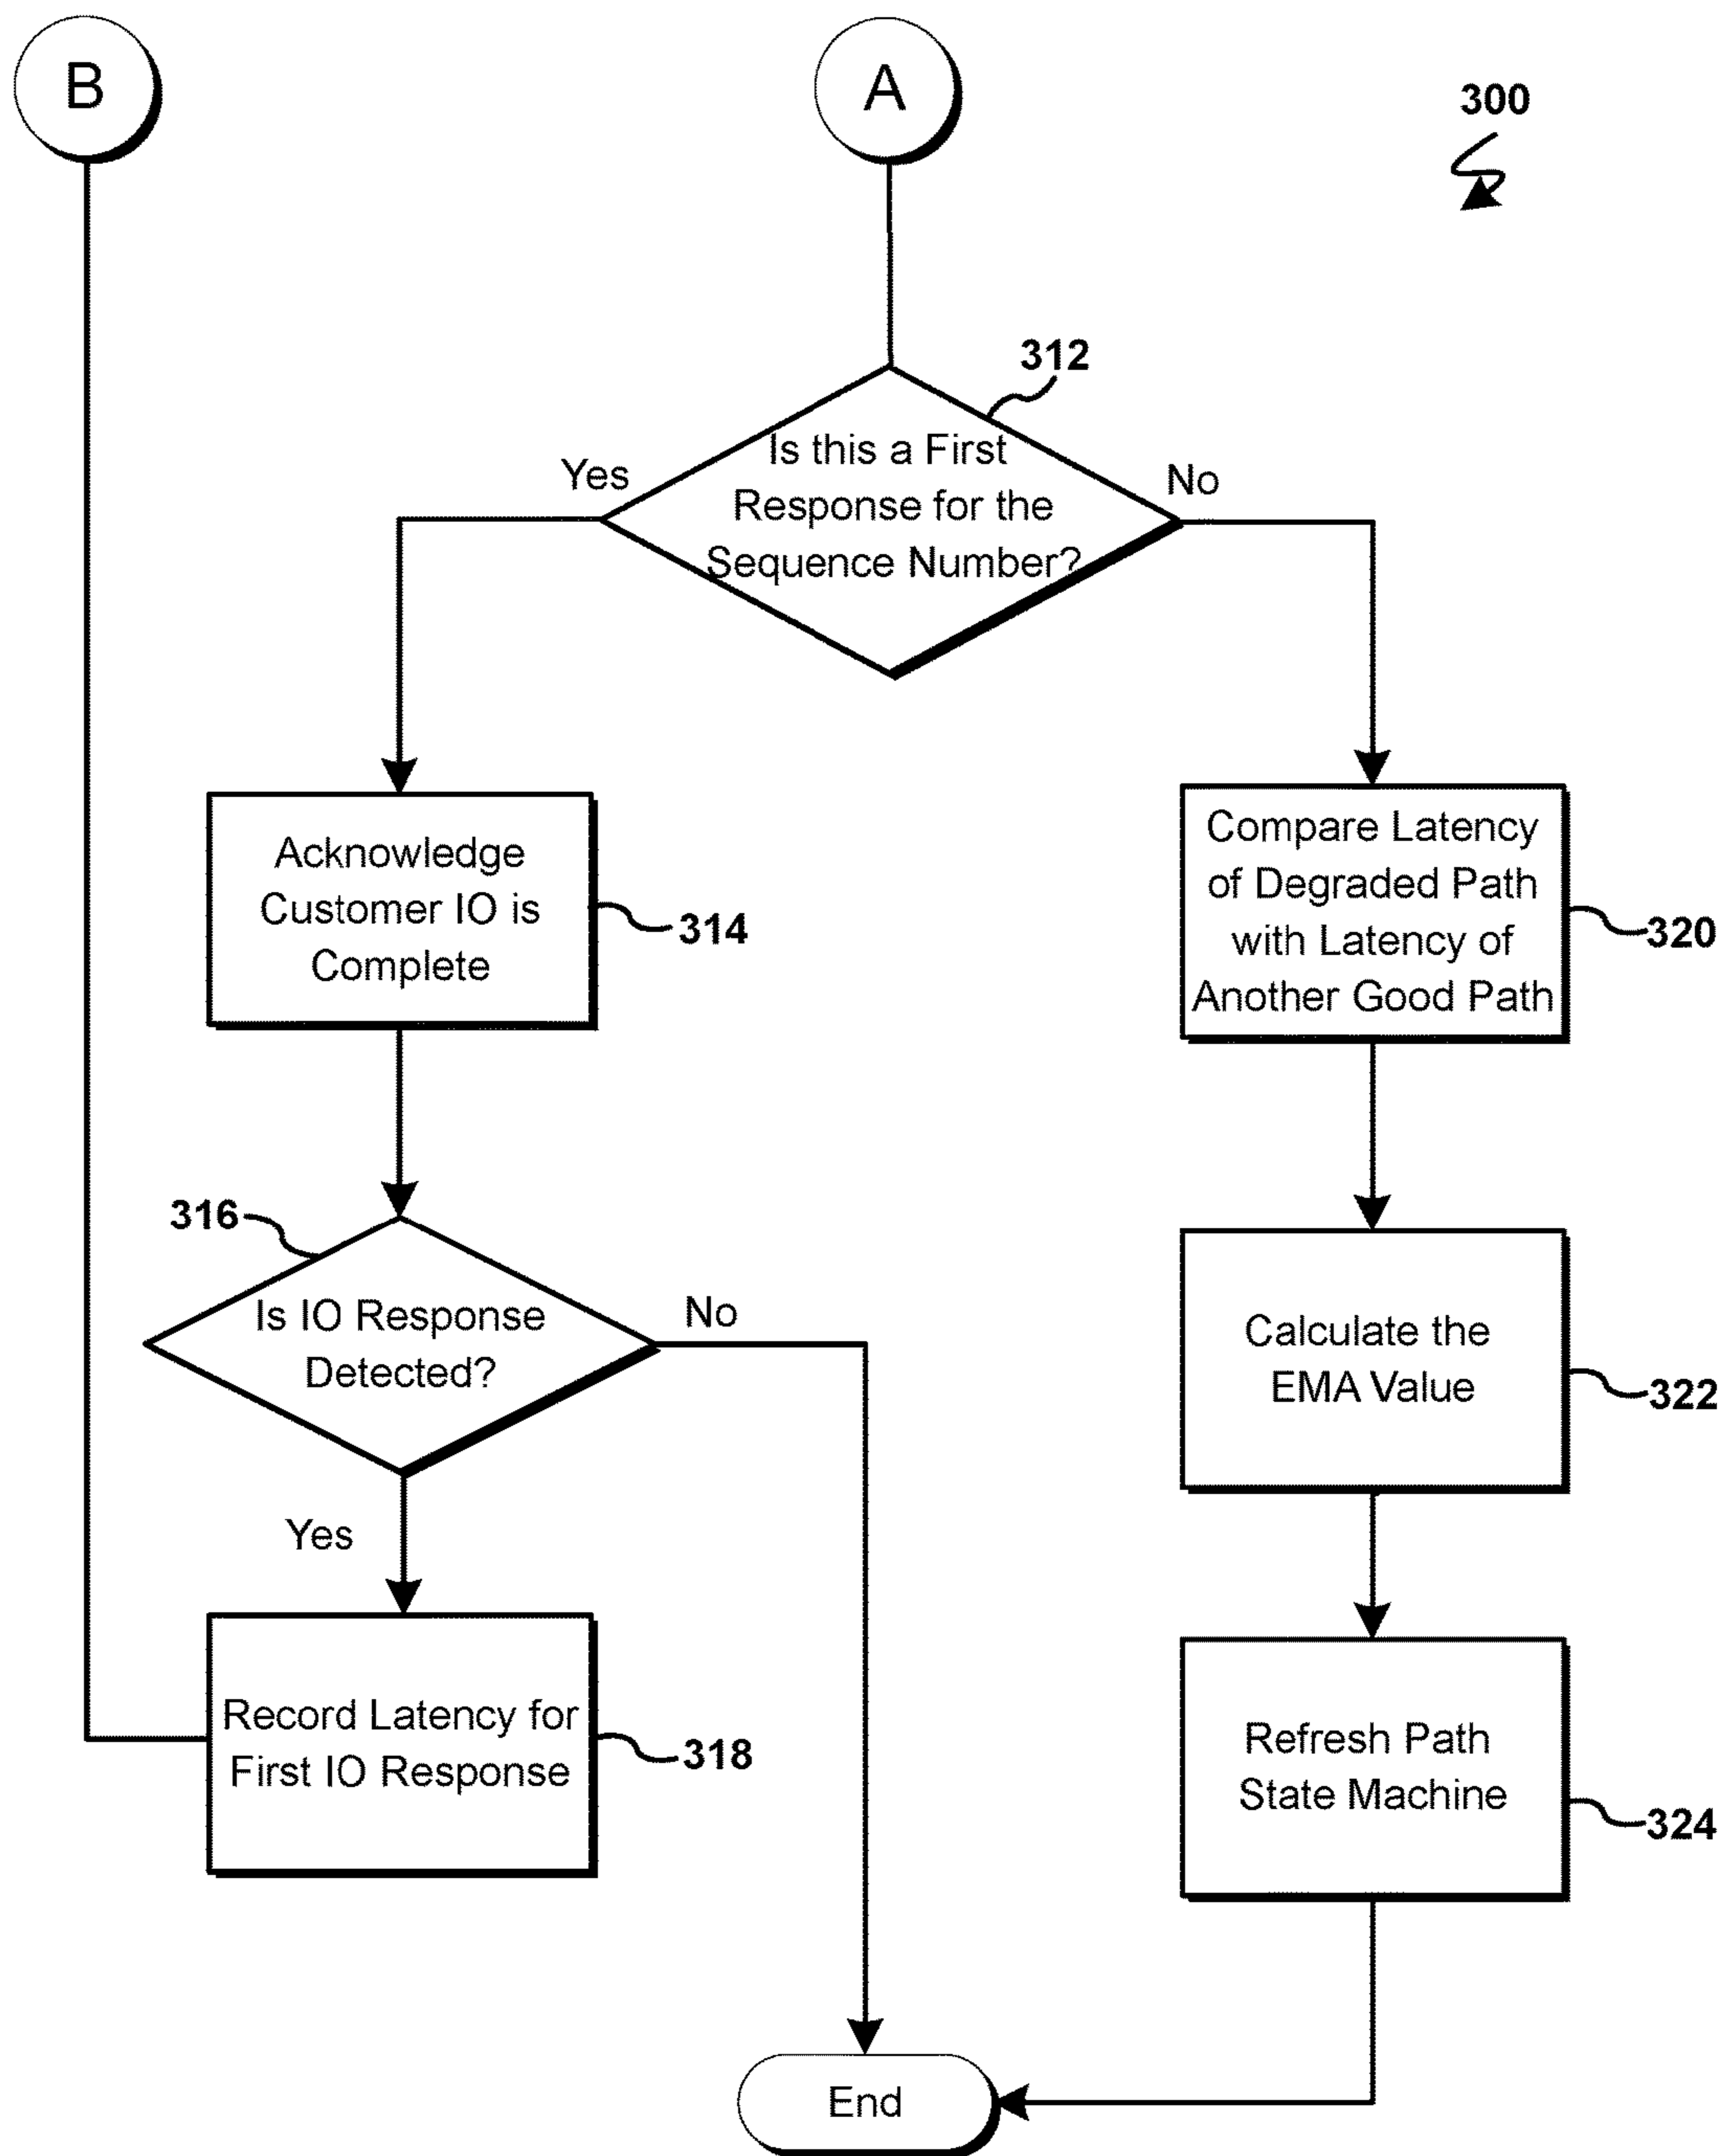 B
A
300
312
Is this a First
Response for the
Sequence Number?
Yes
No
Acknowledge
Customer IO is
Complete
314
Compare Latency
of Degraded Path
with Latency of
Another Good Path
320
316
Is IO Response
Detected?
No
Yes
Calculate the
EMA Value
322
Record Latency for
First IO Response
318
Refresh Path
State Machine
324
End